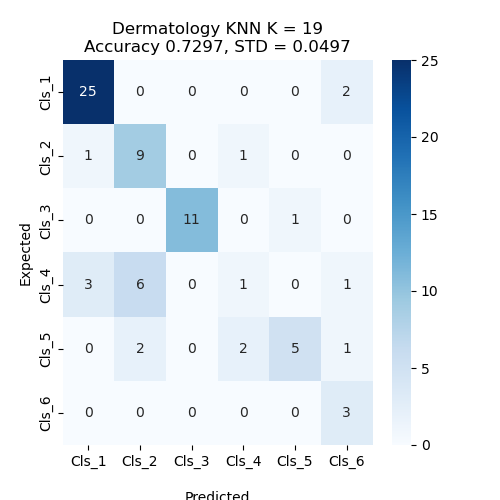 Dermatology KNN K = 19
Accuracy 0.7297, STD = 0.0497
Cls_1 25 0 0 0 0 2
Cls_2 1 9 0 1 0 0
Cls_3 0 0 11 0 1 0
Cls_4 3 6 0 1 0 1
Cls_5 0 2 0 2 5 1
Cls_6 0 0 0 0 0 3
Cls_1 Cls_2 Cls_3 Cls_4 Cls_5 Cls_6
Expected
Predicted
25
20
15
10
5
0